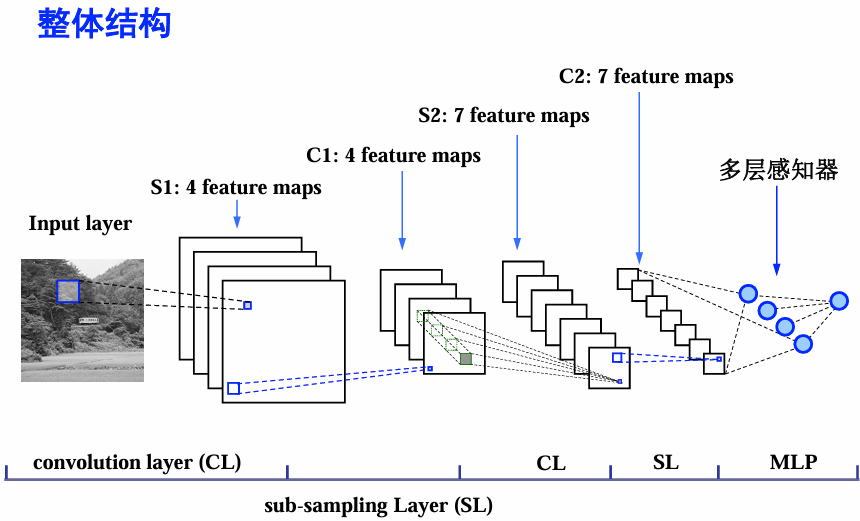 整体结构
C2: 7 feature maps
S2: 7 feature maps
C1: 4 feature maps
多层感知器
S1: 4 feature maps
Input layer
convolution layer (CL)
CL
SL
MLP
sub-sampling Layer (SL)